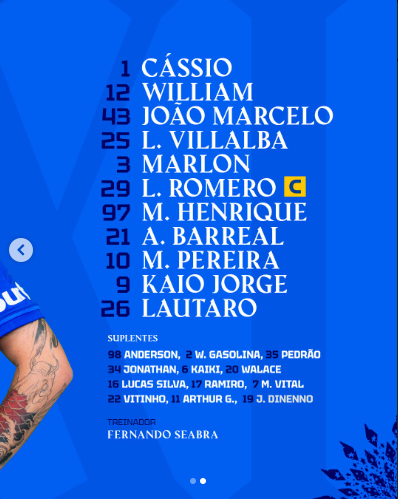 1 CÁSSIO
12 WILLIAM
43 JOÃO MARCELO
25 L. VILLALBA
3 MARLON
29 L. ROMERO C
97 M. HENRIQUE
21 A. BARREAL
10 M. PEREIRA
9 KAIO JORGE
26 LAUTARO
SUPLENTES
98 ANDERSON, 2 W. GASOLINA, 35 PEDRÃO
34 JONATHAN, 6 KAIKI, 20 WALACE
16 LUCAS SILVA, 17 RAMIRO, 7 M. VITAL
22 VITINHO, 11 ARTHUR G., 19 J. DINENNO
TREINADOR
FERNANDO SEABRA